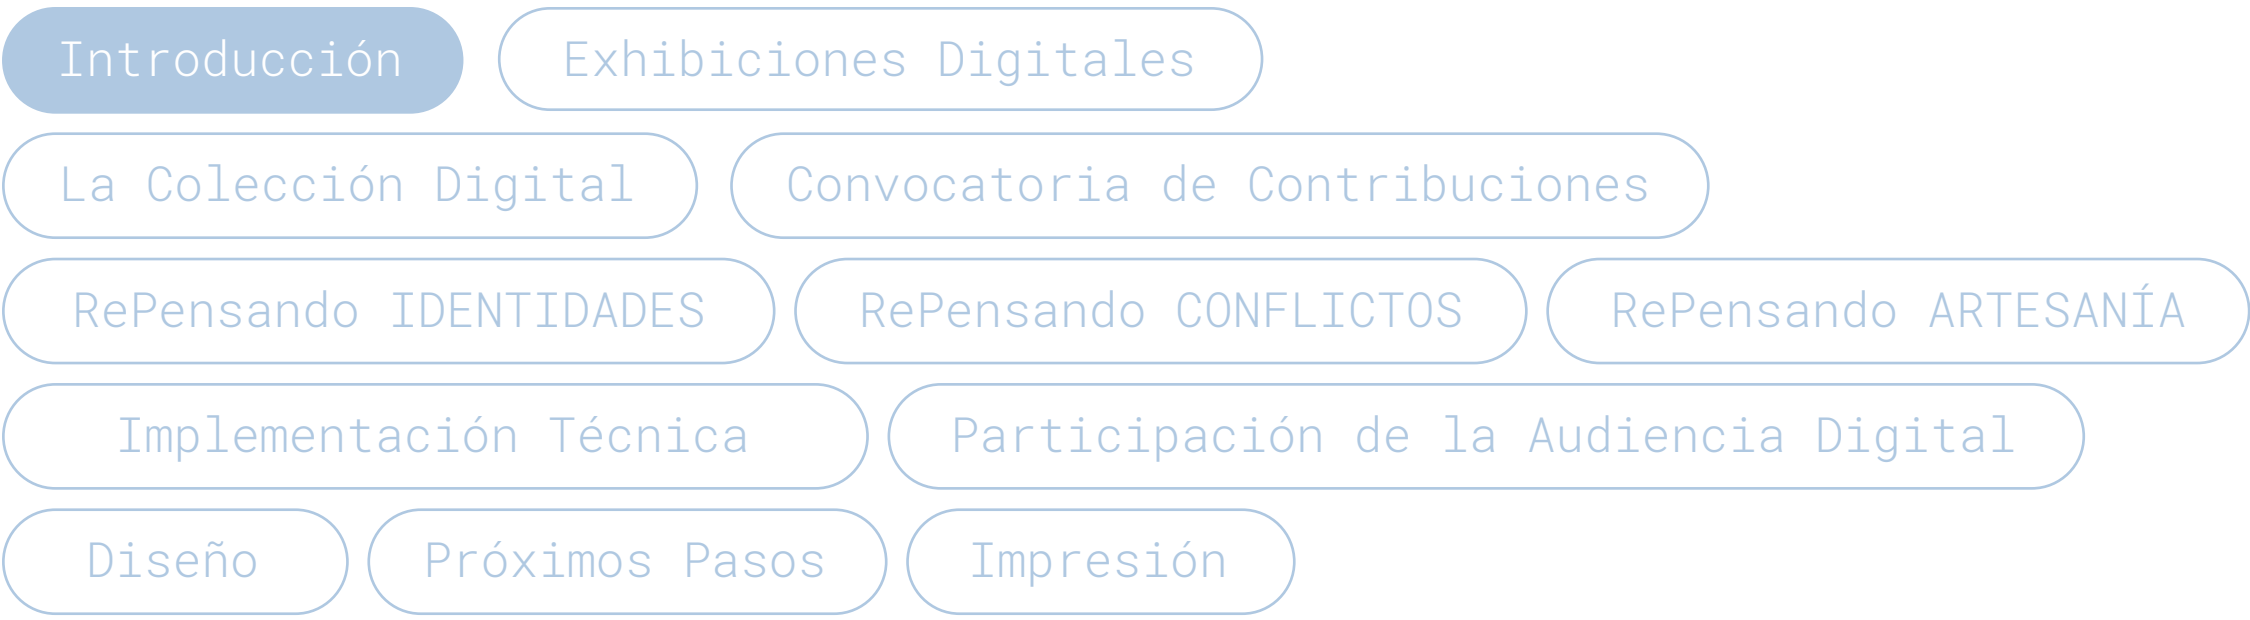 Introducción Exhibiciones Digitales
La Colección Digital Convocatoria de Contribuciones
RePensando IDENTIDADES RePensando CONFLICTOS RePensando ARTESANÍA
Implementación Técnica Participación de la Audiencia Digital
Diseño Próximos Pasos Impresión